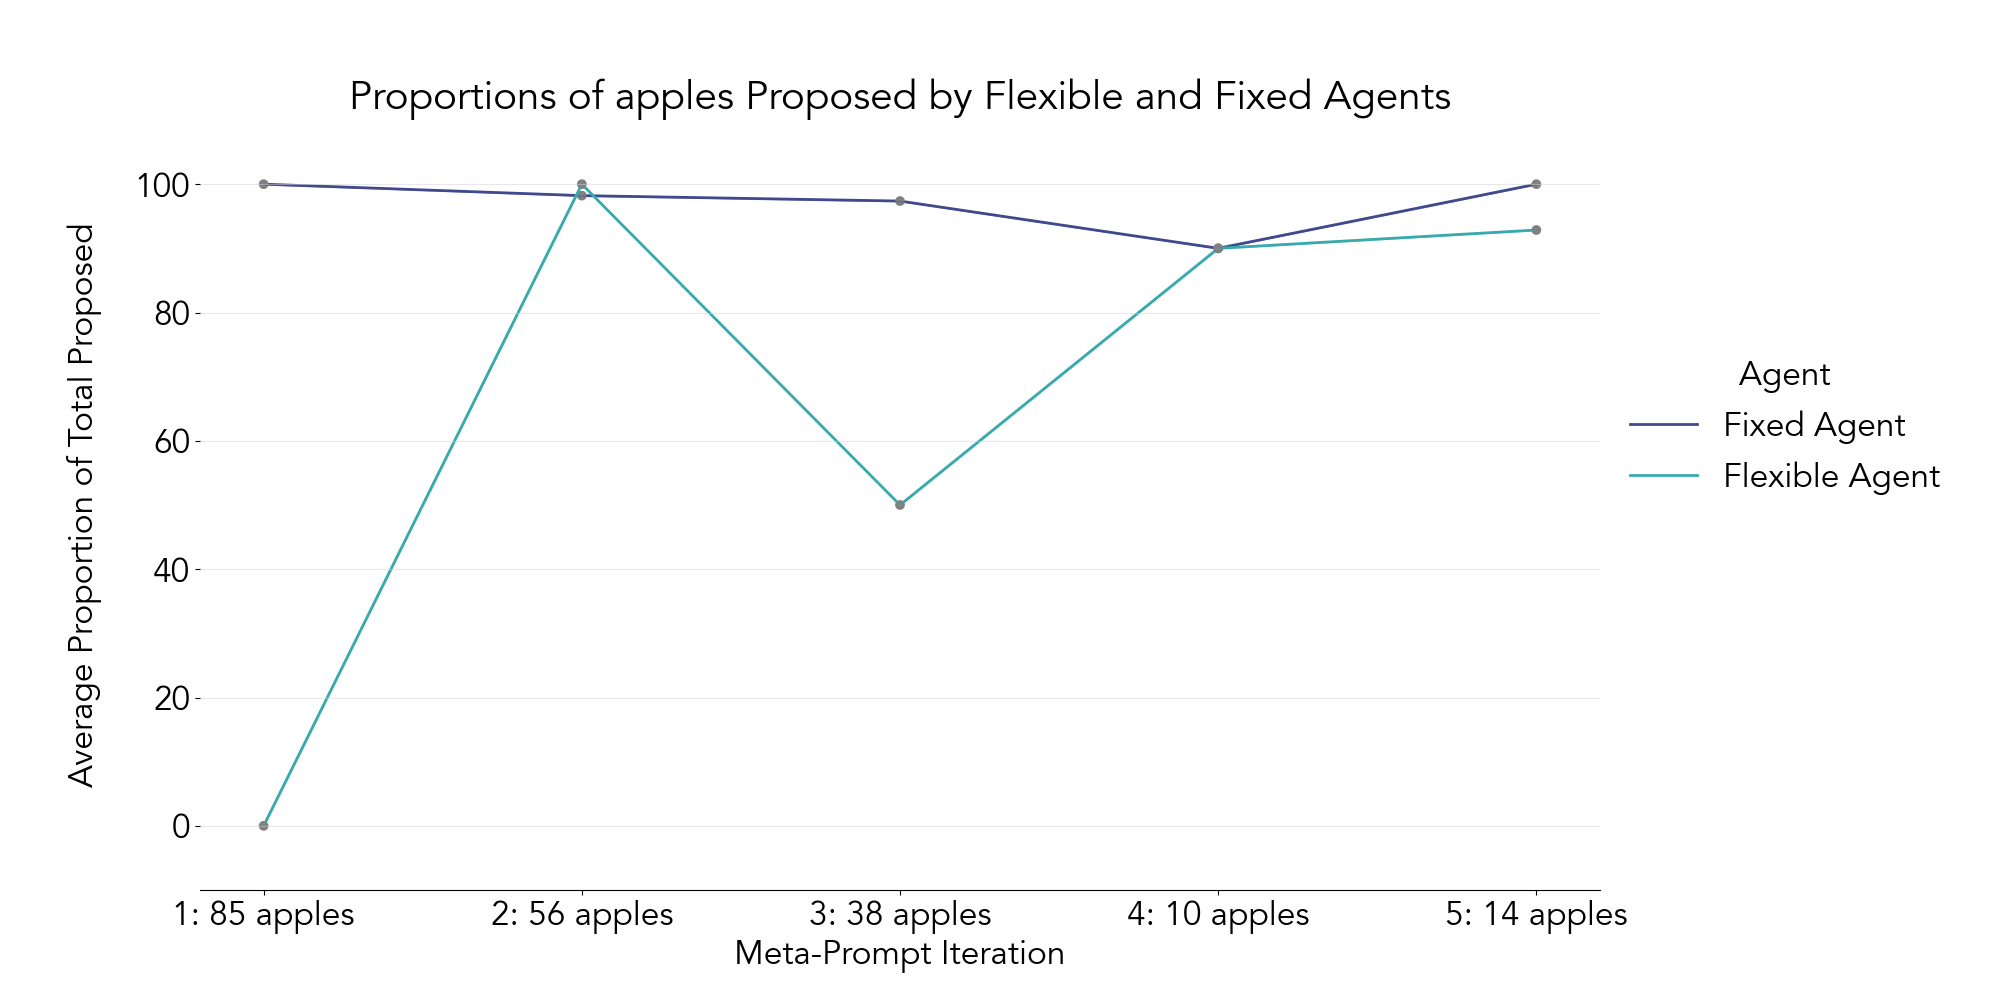 Proportions of apples Proposed by Flexible and Fixed Agents
Average Proportion of Total Proposed
100
80
60
40
20
0
1: 85 apples
2: 56 apples
3: 38 apples
4: 10 apples
5: 14 apples
Meta-Prompt Iteration
Agent
Fixed Agent
Flexible Agent